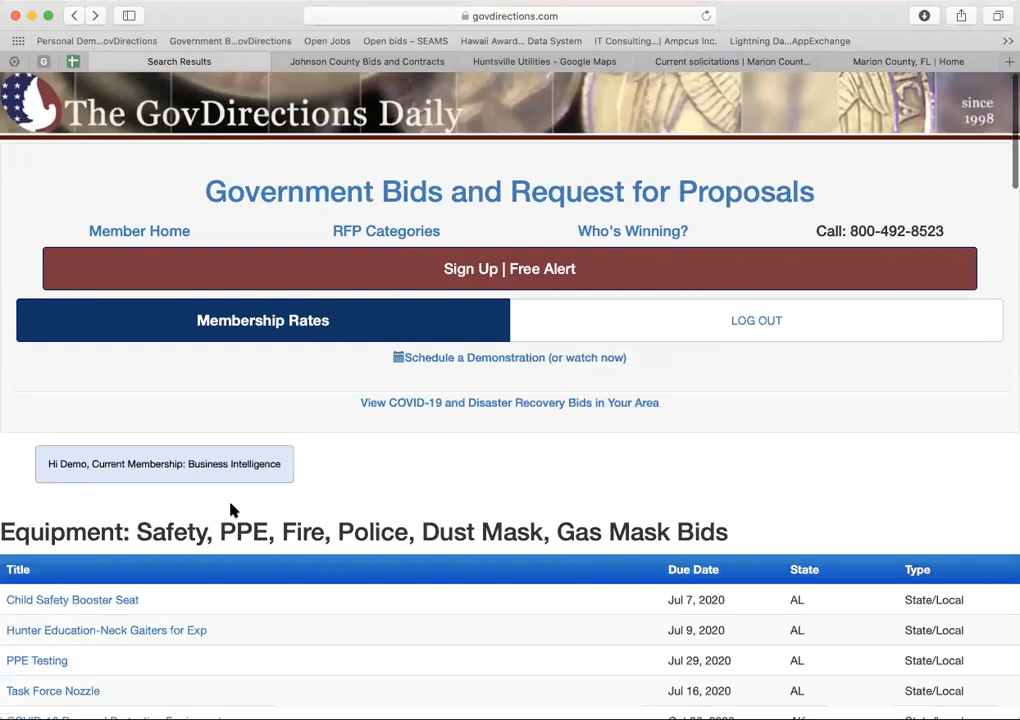 govdirections.com
Personal Dem...ovDirections Government B...ovDirections Open Jobs Open bids – SEAMS Hawaii Award... Data System IT Consulting...| Ampcus Inc. Lightning Da...AppExchange
G Search Results Johnson County Bids and Contracts Huntsville Utilities - Google Maps Current solicitations | Marion Count... Marion County, FL | Home
The GovDirections Daily
since
1998
Government Bids and Request for Proposals
Member Home RFP Categories Who's Winning? Call: 800-492-8523
Sign Up | Free Alert
Membership Rates LOG OUT
Schedule a Demonstration (or watch now)
View COVID-19 and Disaster Recovery Bids in Your Area
Hi Demo, Current Membership: Business Intelligence
Equipment: Safety, PPE, Fire, Police, Dust Mask, Gas Mask Bids
Title Due Date State Type
Child Safety Booster Seat Jul 7, 2020 AL State/Local
Hunter Education-Neck Gaiters for Exp Jul 9, 2020 AL State/Local
PPE Testing Jul 29, 2020 AL State/Local
Task Force Nozzle Jul 16, 2020 AL State/Local